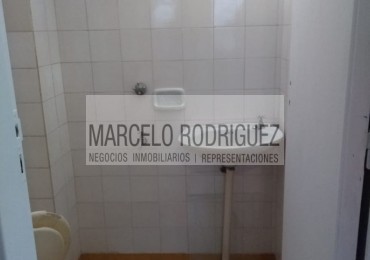 MARCELO RODRIGUEZ
NEGOCIOS INMOBILIARIOS | REPRESENTACIONES